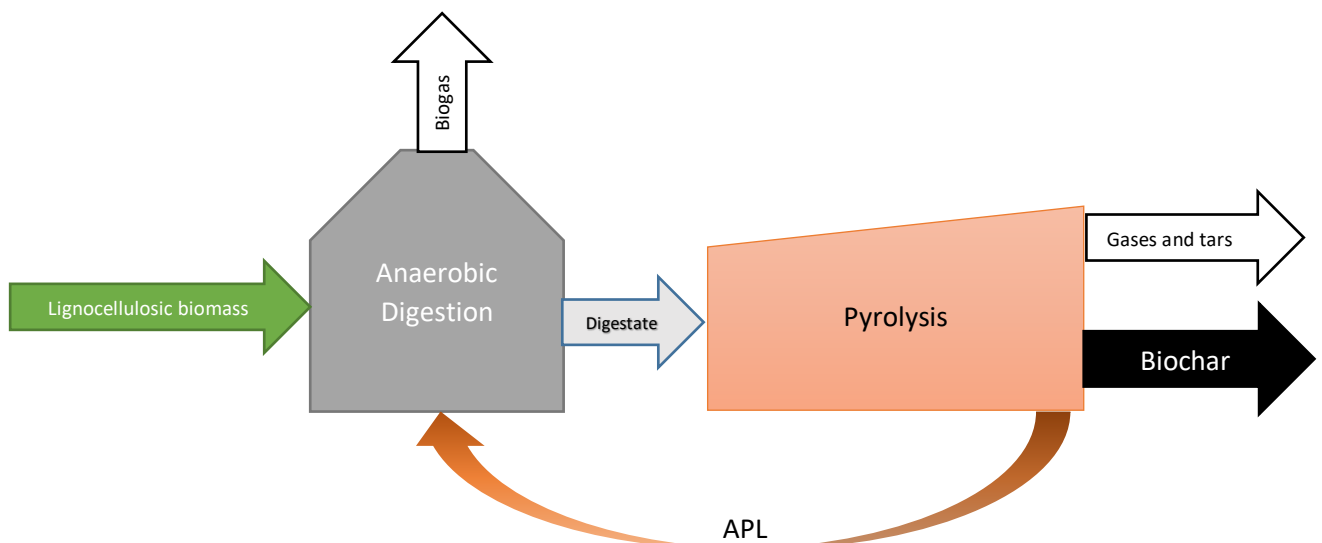 Biogas
Lignocellulosic biomass
Anaerobic
Digestion
Digestate
Pyrolysis
Gases and tars
Biochar
APL